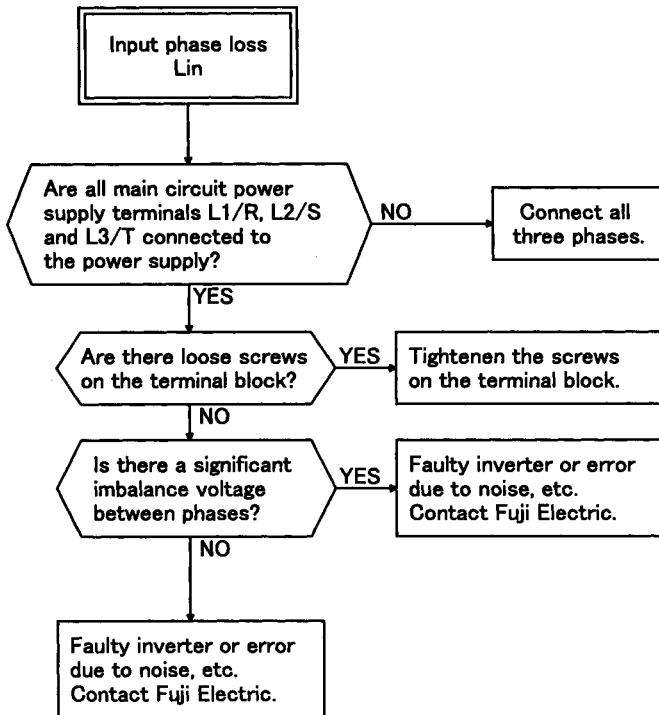 Input phase loss
Lin
Are all main circuit power
supply terminals L1/R, L2/S
and L3/T connected to
the power supply?
NO
Connect all
three phases.
YES
Are there loose screws
on the terminal block?
YES
Tightenen the screws
on the terminal block.
NO
Is there a significant
imbalance voltage
between phases?
YES
Faulty inverter or error
due to noise, etc.
Contact Fuji Electric.
NO
Faulty inverter or error
due to noise, etc.
Contact Fuji Electric.